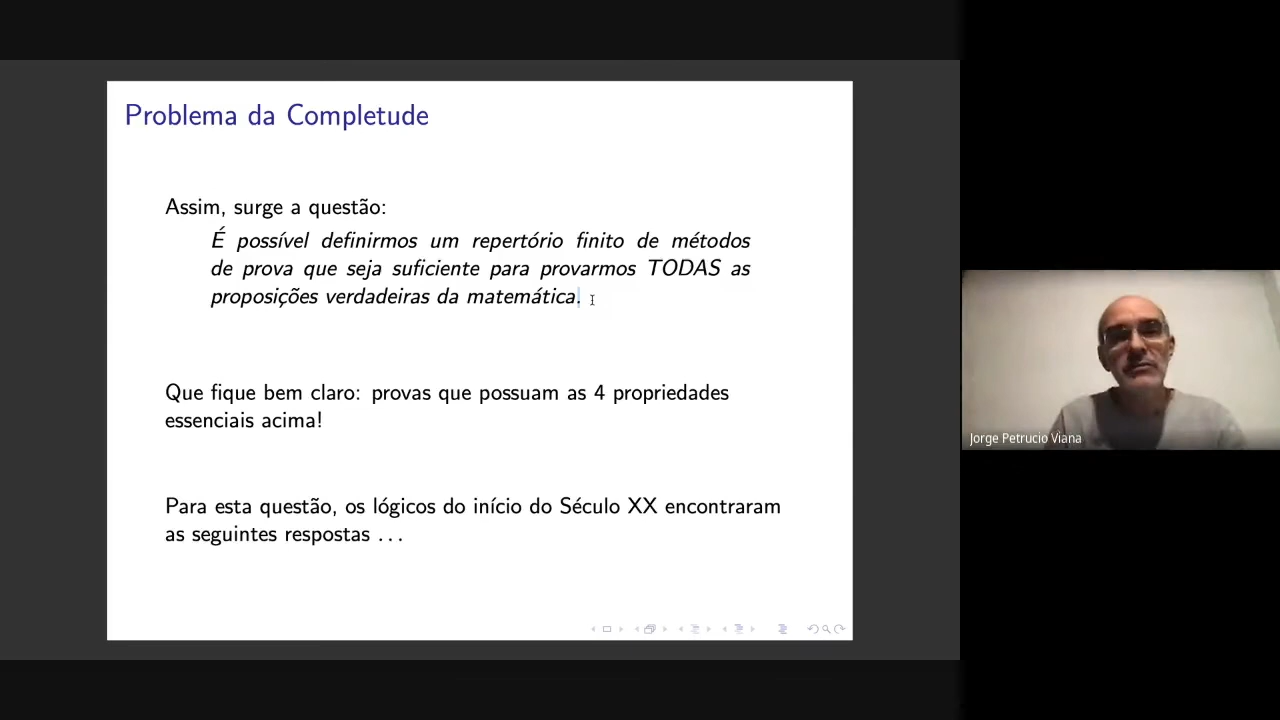 Problema da Completude
Assim, surge a questão:
É possível definirmos um repertório finito de métodos
de prova que seja suficiente para provarmos TODAS as
proposições verdadeiras da matemática.
Que fique bem claro: provas que possuam as 4 propriedades
essenciais acima!
Para esta questão, os lógicos do início do Século XX encontraram
as seguintes respostas . . .
Jorge Petrucio Viana